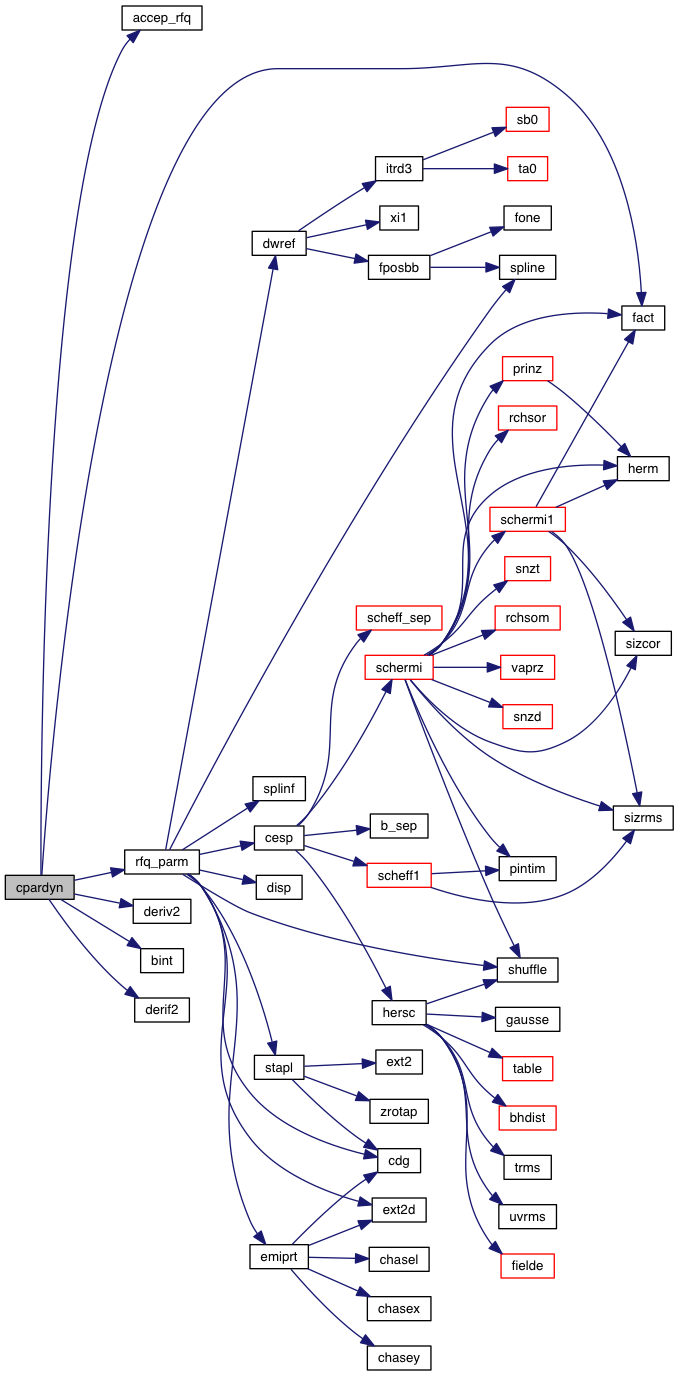 accep_rfq
sb0
itrd3
ta0
xi1
fone
dwref
fposbb
spline
fact
prinz
rchsor
herm
schermi1
snzt
scheff_sep
rchsom
sizcor
schermi
vaprz
snzd
splinf
sizrms
b_sep
cesp
rfq_parm
pintim
scheff1
cpardyn
disp
deriv2
bint
shuffle
derif2
hersc
gausse
ext2
stapl
table
zrotap
bhdist
cdg
trms
ext2d
uvrms
emiprt
chasel
fielde
chasex
chasey